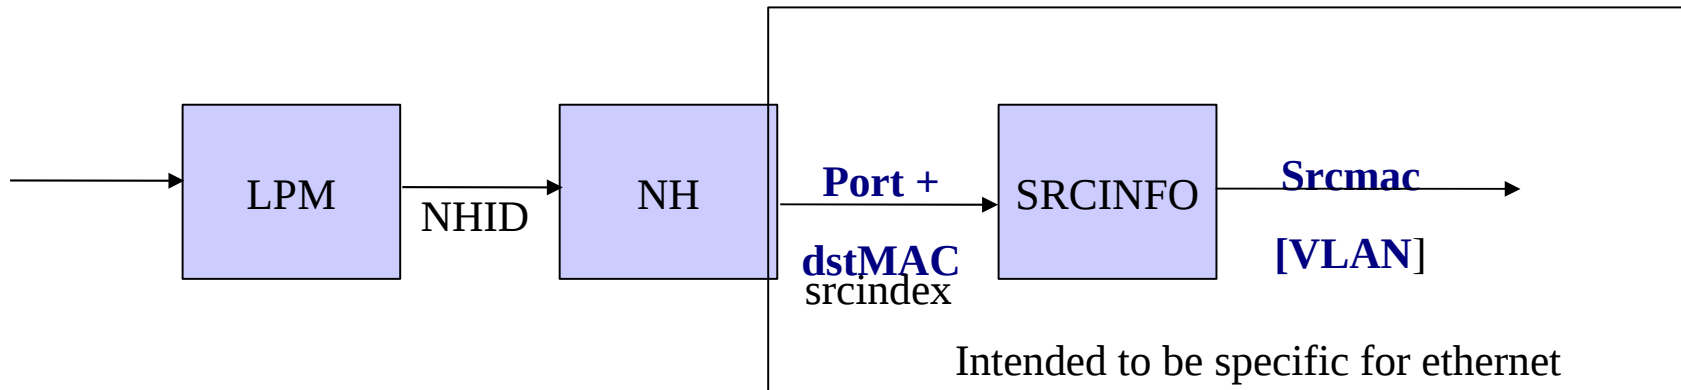 LPM
NHID
NH
Port +
dstMAC
srcindex
SRCINFO
Srcmac
[VLAN]
Intended to be specific for ethernet